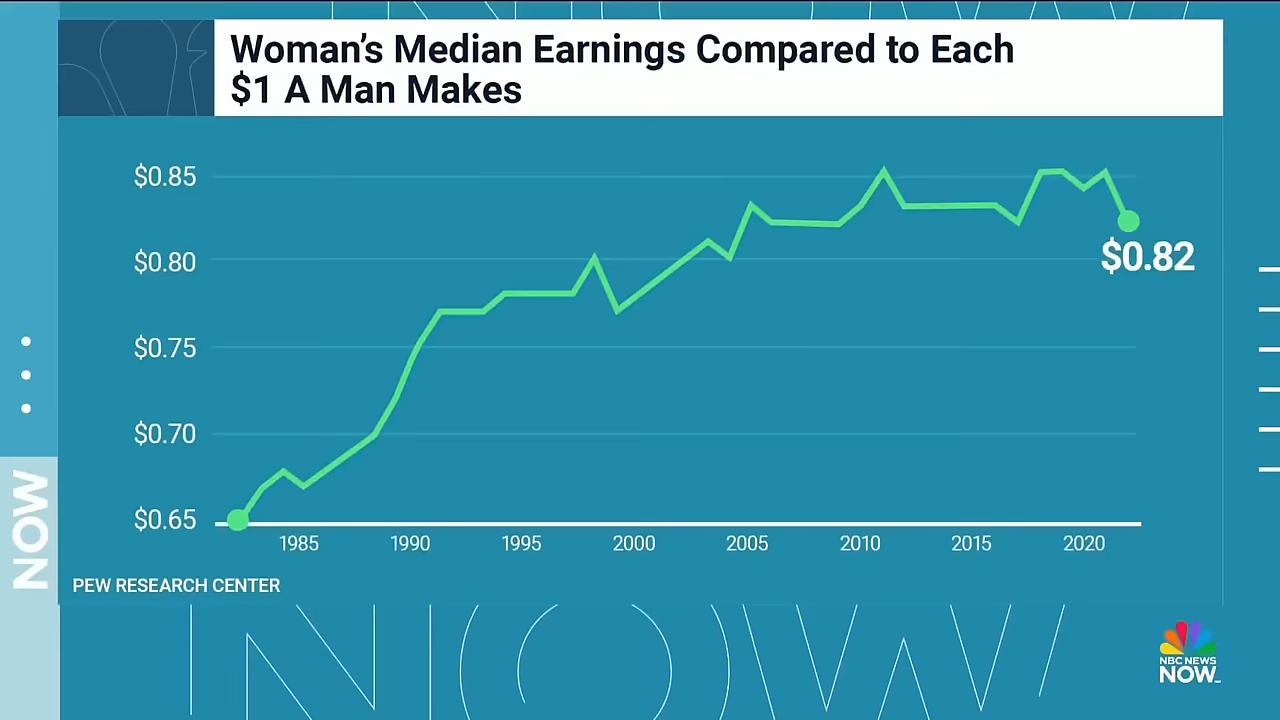 Woman’s Median Earnings Compared to Each
$1 A Man Makes
$0.85
$0.80
$0.75
$0.70
$0.65
$0.82
1985 1990 1995 2000 2005 2010 2015 2020
PEW RESEARCH CENTER
NOW
NOW
NBC NEWS
NOW